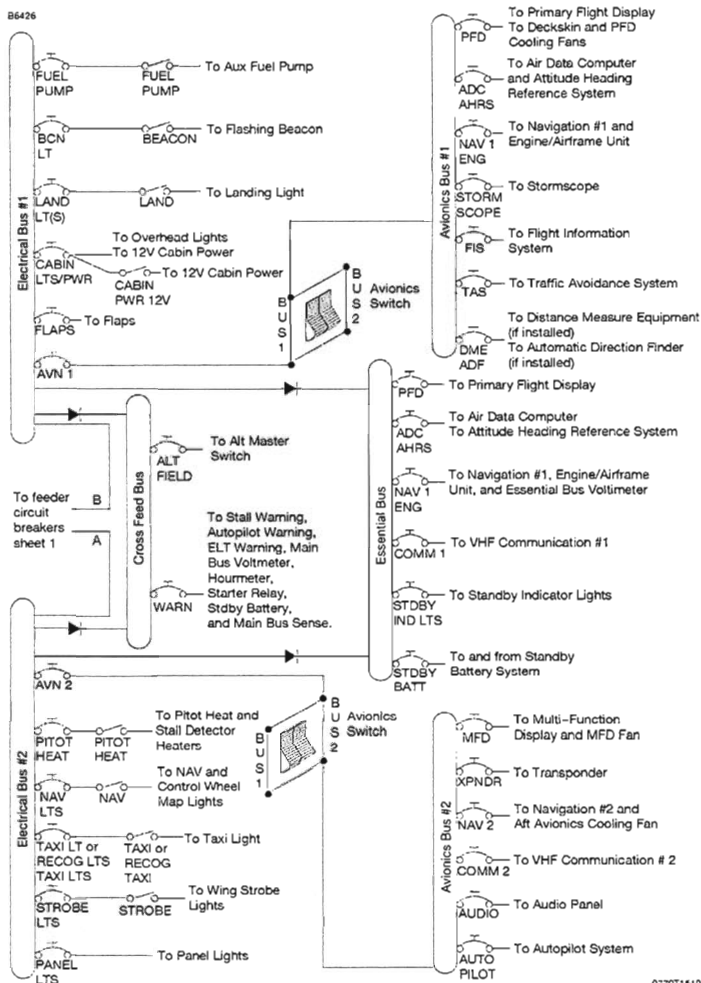 B6426
Electrical Bus #1
FUEL
PUMP
FUEL
PUMP
To Aux Fuel Pump
BCN
LT
BEACON
To Flashing Beacon
LAND
LT(S)
LAND
To Landing Light
CABIN
LTS/PWR
To Overhead Lights
To 12V Cabin Power
To 12V Cabin Power
CABIN
PWR 12V
FLAPS
To Flaps
AVN 1
BUS 1
BUS 2
Avionics
Switch
Avionics Bus #1
PFD
To Primary Flight Display
To Deckskin and PFD
Cooling Fans
ADC
AHRS
To Air Data Computer
and Attitude Heading
Reference System
NAV 1
ENG
To Navigation #1 and
Engine/Airframe Unit
STORM
SCOPE
To Stormscope
FIS
To Flight Information
System
TAS
To Traffic Avoidance System
DME
ADF
To Distance Measure Equipment
(if installed)
To Automatic Direction Finder
(if installed)
To feeder
circuit
breakers
sheet 1
B
A
Cross Feed Bus
ALT
FIELD
To Alt Master
Switch
WARN
To Stall Warning,
Autopilot Warning,
ELT Warning, Main
Bus Voltmeter,
Hourmeter,
Starter Relay,
Stdby Battery,
and Main Bus Sense.
Essential Bus
PFD
To Primary Flight Display
ADC
AHRS
To Air Data Computer
To Attitude Heading Reference System
NAV 1
ENG
To Navigation #1, Engine/Airframe
Unit, and Essential Bus Voltimeter
COMM 1
To VHF Communication #1
STDBY
IND LTS
To Standby Indicator Lights
STDBY
BATT
To and from Standby
Battery System
Electrical Bus #2
AVN 2
PITOT
HEAT
PITOT
HEAT
To Pitot Heat and
Stall Detector
Heaters
NAV
LTS
NAV
To NAV and
Control Wheel
Map Lights
TAXI LT or
RECOG LTS
TAXI LTS
TAXI or
RECOG
TAXI
To Taxi Light
STROBE
LTS
STROBE
To Wing Strobe
Lights
PANEL
LTS
To Panel Lights
BUS 1
BUS 2
Avionics
Switch
Avionics Bus #2
MFD
To Multi-Function
Display and MFD Fan
XPNDR
To Transponder
NAV 2
To Navigation #2 and
Aft Avionics Cooling Fan
COMM 2
To VHF Communication # 2
AUDIO
To Audio Panel
AUTO
PILOT
To Autopilot System